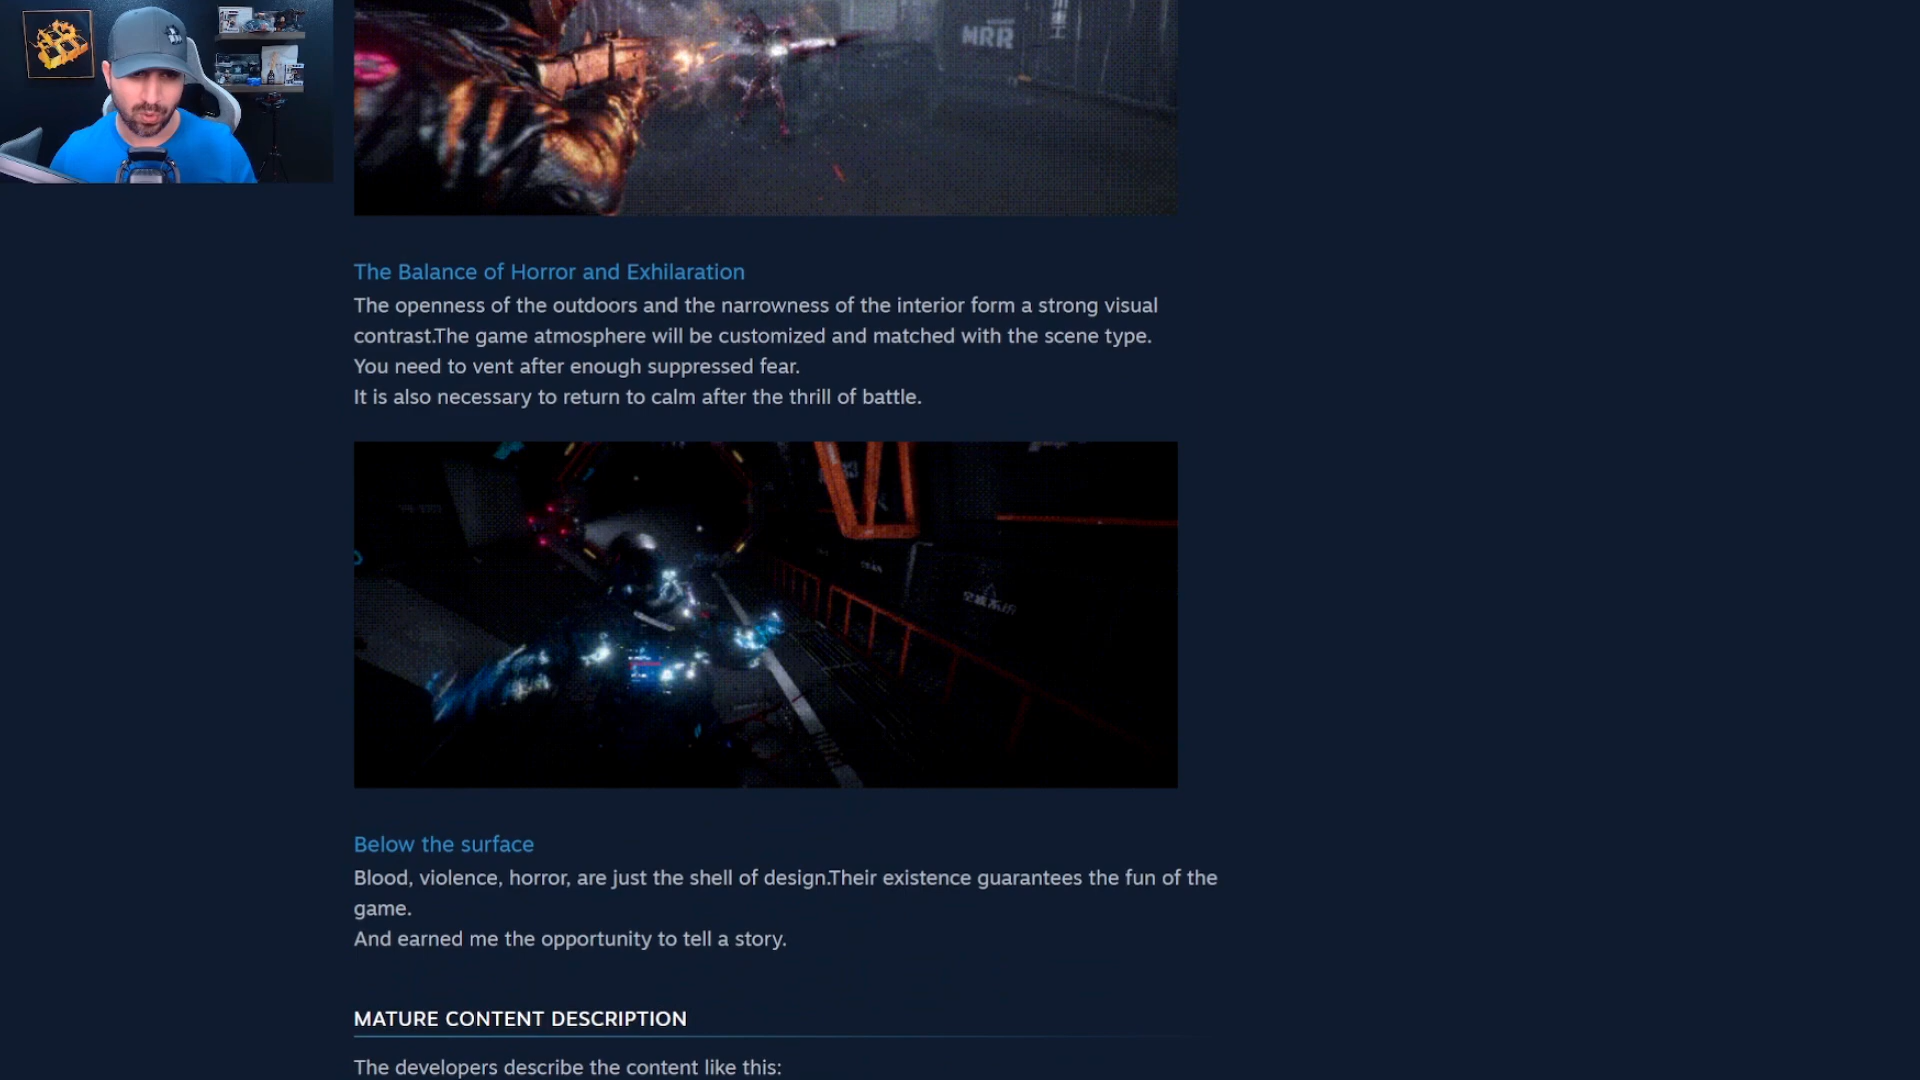 MRR
The Balance of Horror and Exhilaration
The openness of the outdoors and the narrowness of the interior form a strong visual
contrast.The game atmosphere will be customized and matched with the scene type.
You need to vent after enough suppressed fear.
It is also necessary to return to calm after the thrill of battle.
Below the surface
Blood, violence, horror, are just the shell of design.Their existence guarantees the fun of the
game.
And earned me the opportunity to tell a story.
MATURE CONTENT DESCRIPTION
The developers describe the content like this: